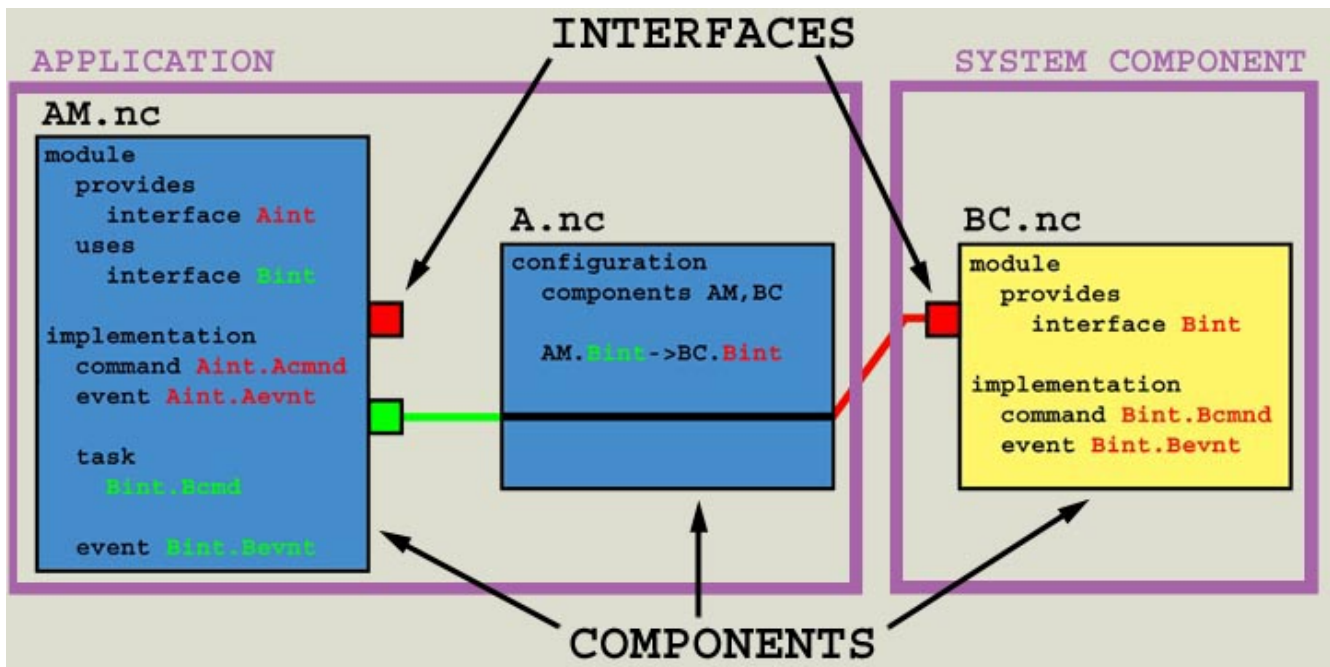 INTERFACES
APPLICATION
SYSTEM COMPONENT
AM.nc
module
provides
interface Aint
uses
interface Bint
implementation
command Aint.Acmnd
event Aint.Aevnt
task
Bint.Bcmd
event Bint.Bevnt
A.nc
configuration
components AM,BC
AM.Bint->BC.Bint
BC.nc
module
provides
interface Bint
implementation
command Bint.Bcmnd
event Bint.Bevnt
COMPONENTS